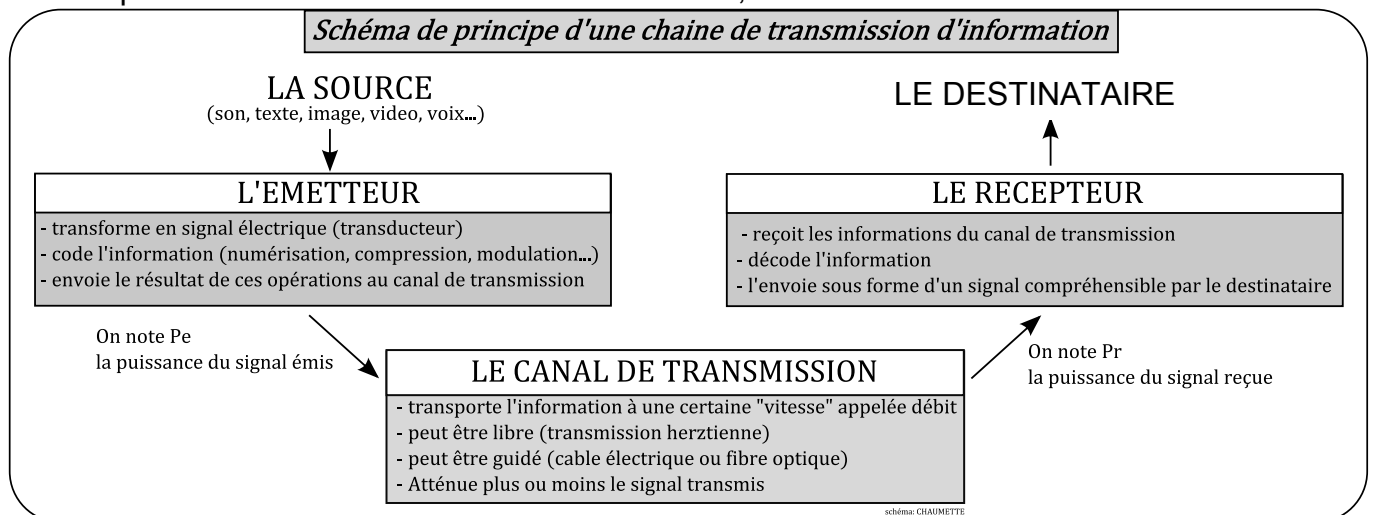 Schéma de principe d'une chaine de transmission d'information
LA SOURCE
(son, texte, image, video, voix...)
L'EMETTEUR
- transforme en signal électrique (transducteur)
- code l'information (numérisation, compression, modulation...)
- envoie le résultat de ces opérations au canal de transmission
On note Pe
la puissance du signal émis
LE CANAL DE TRANSMISSION
- transporte l'information à une certaine "vitesse" appelée débit
- peut être libre (transmission herztienne)
- peut être guidé (cable électrique ou fibre optique)
- Atténue plus ou moins le signal transmis
On note Pr
la puissance du signal reçue
LE RECEPTEUR
- reçoit les informations du canal de transmission
- décode l'information
- l'envoie sous forme d'un signal compréhensible par le destinataire
LE DESTINATAIRE
schéma: CHAUMETTE